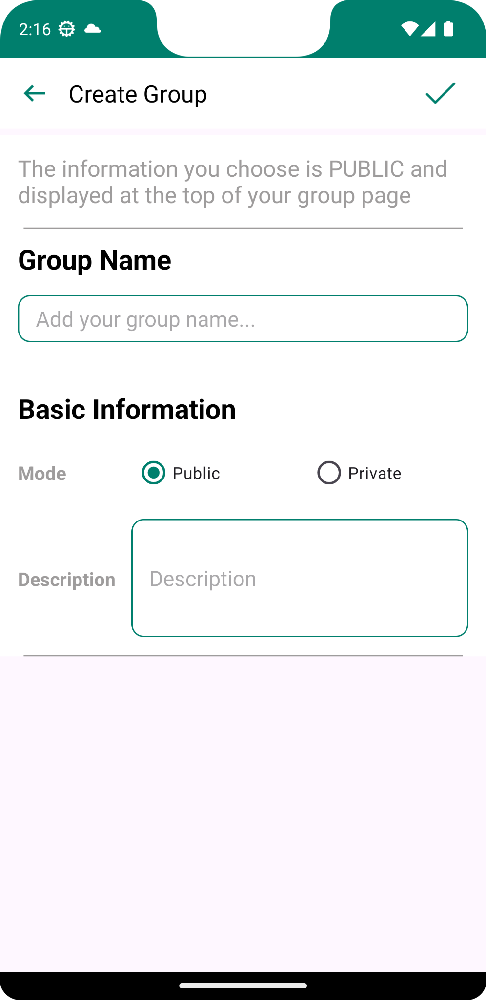 2:16
Create Group
The information you choose is PUBLIC and
displayed at the top of your group page
Group Name
Add your group name...
Basic Information
Mode Public Private
Description Description